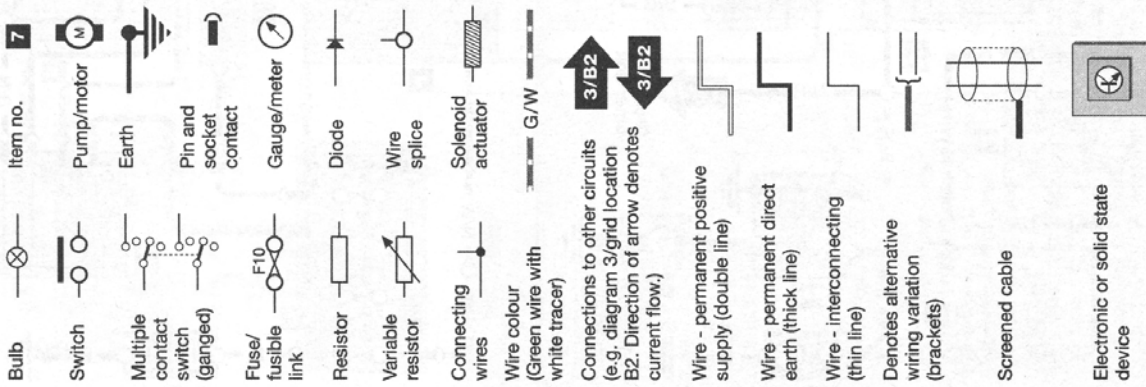 Bulb
Item no.
7
Switch
Pump/motor
M
Multiple
contact
switch
(ganged)
Earth
Pin and
socket
contact
Fuse/
fusible
link
F10
Gauge/meter
Resistor
Diode
Variable
resistor
Wire
splice
Connecting
wires
Solenoid
actuator
Wire colour
(Green wire with
white tracer)
G/W
Connections to other circuits
(e.g. diagram 3/grid location
B2. Direction of arrow denotes
current flow.)
3/B2
3/B2
Wire - permanent positive
supply (double line)
Wire - permanent direct
earth (thick line)
Wire - interconnecting
(thin line)
Denotes alternative
wiring variation
(brackets)
Screened cable
Electronic or solid state
device